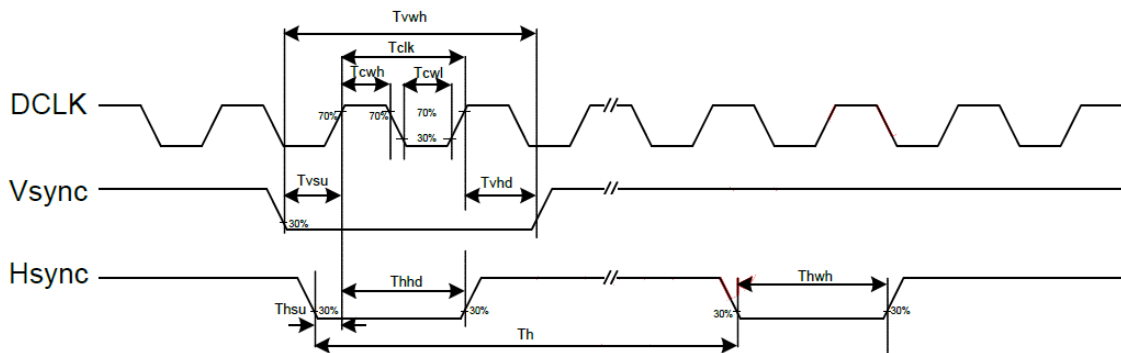 Tvwh
Tclk
Tcwh Tcwl
DCLK
70% 70% 70%
30%
Vsync
Tvsu Tvhd
30%
Hsync
Thhd Thwh
Thsu 30% 30% 30% 30%
Th